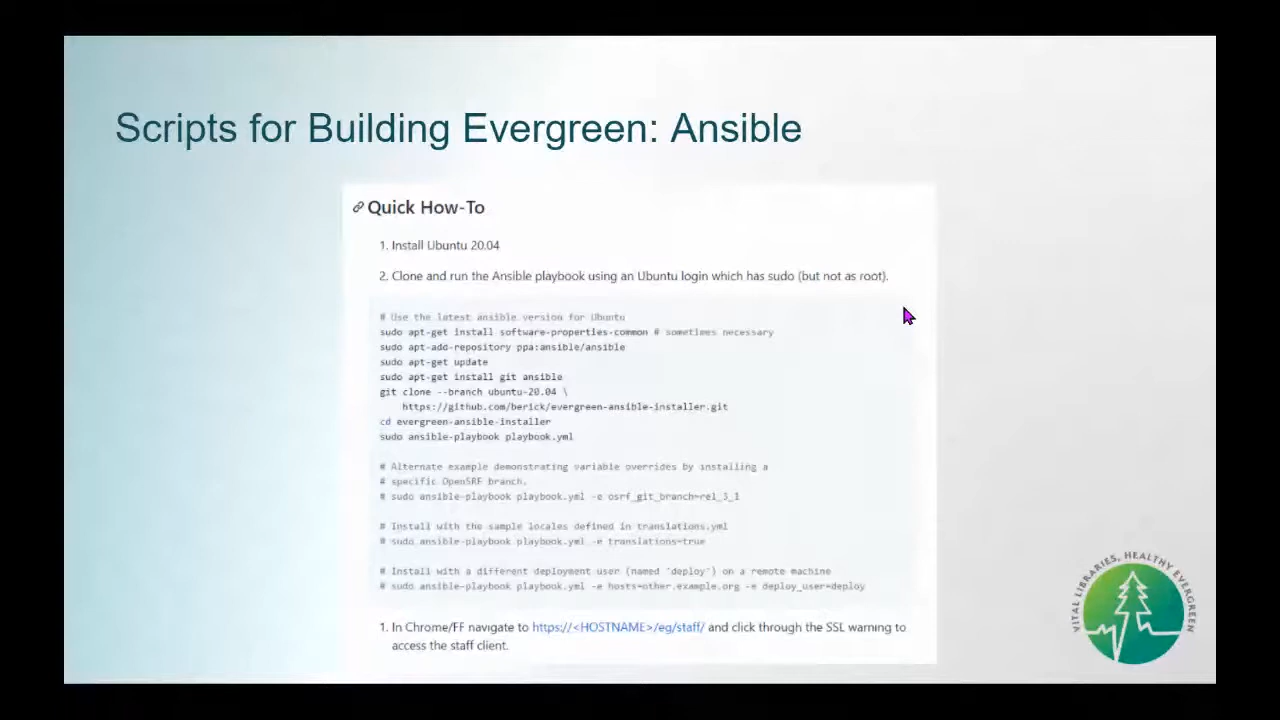 Scripts for Building Evergreen: Ansible
Quick How-To
1. Install Ubuntu 20.04
2. Clone and run the Ansible playbook using an Ubuntu login which has sudo (but not as root).
# Use the latest ansible version for Ubuntu
sudo apt-get install software-properties-common # sometimes necessary
sudo apt-add-repository ppa:ansible/ansible
sudo apt-get update
sudo apt-get install git ansible
git clone --branch ubuntu-20.04 \
https://github.com/berick/evergreen-ansible-installer.git
cd evergreen-ansible-installer
sudo ansible-playbook playbook.yml
# Alternate example demonstrating variable overrides by installing a
# specific OpenSRF branch.
# sudo ansible-playbook playbook.yml -e osrf_git_branch=rel_3_1
# Install with the sample locales defined in translations.yml
# sudo ansible-playbook playbook.yml -e translations=true
# Install with a different deployment user (named "deploy") on a remote machine
# sudo ansible-playbook playbook.yml -e hosts=other.example.org -e deploy_user=deploy
1. In Chrome/FF navigate to https://<HOSTNAME>/eg/staff/ and click through the SSL warning to
access the staff client.
VITAL LIBRARIES, HEALTHY EVERGREEN